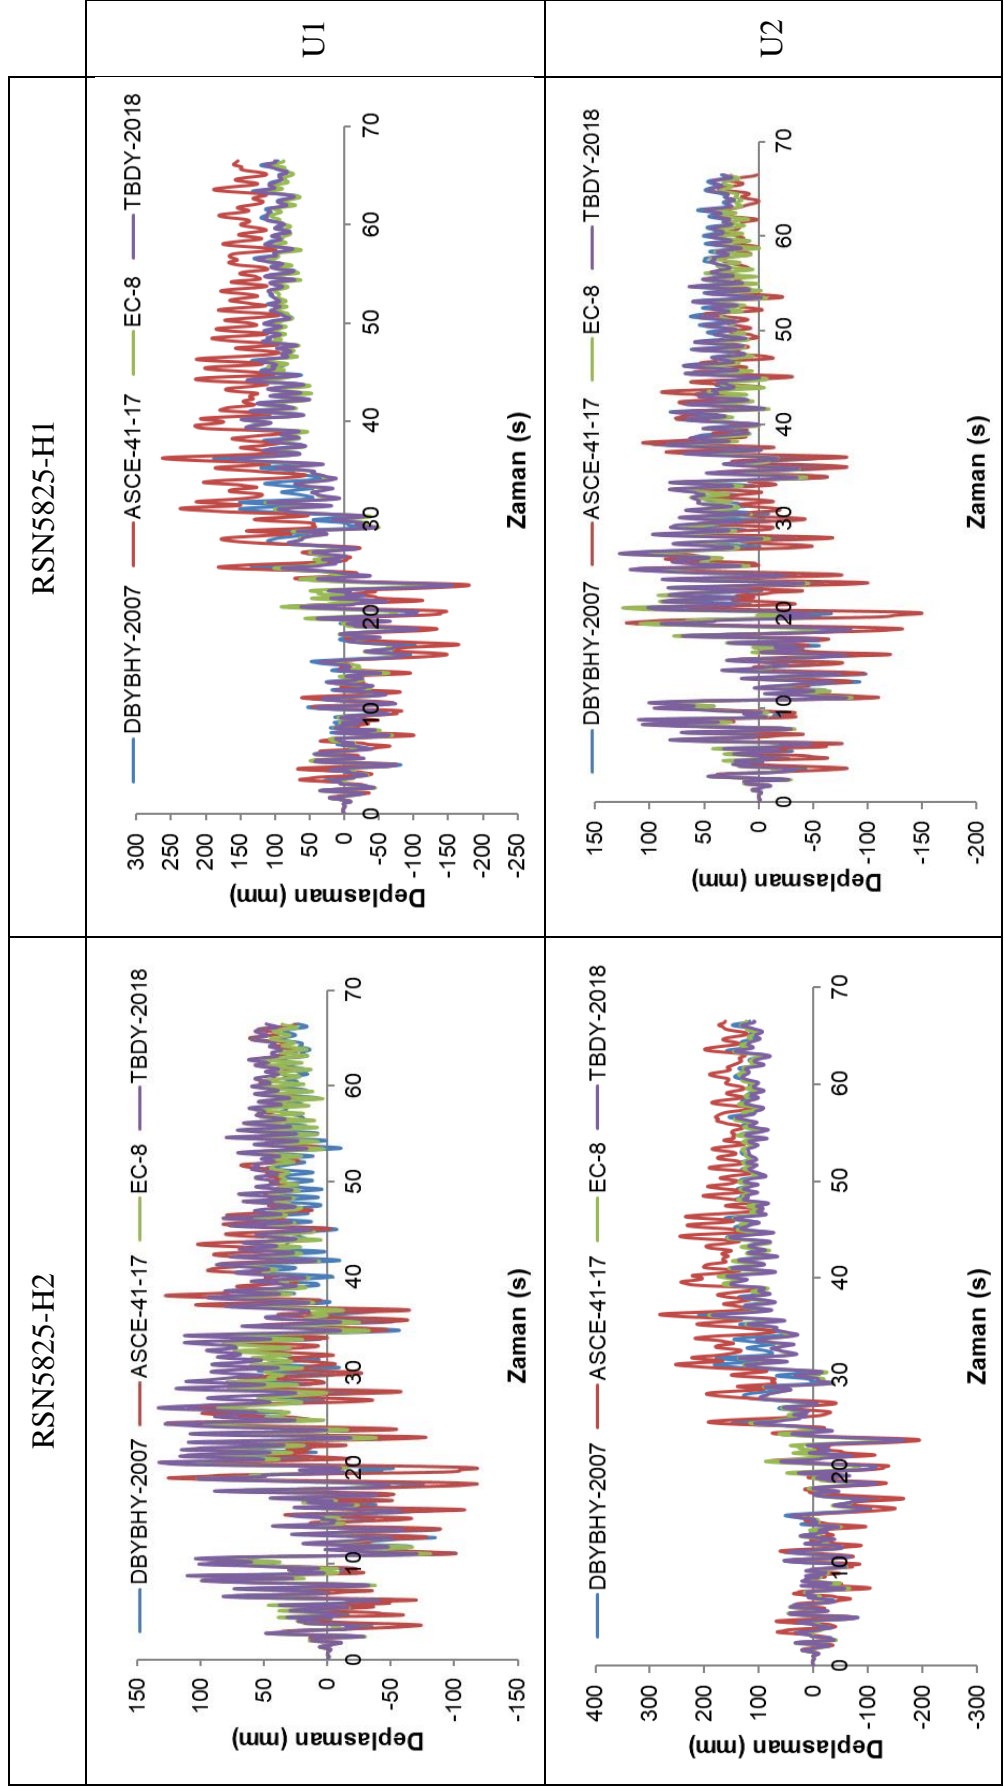 RSN5825-H2
RSN5825-H1
DBYBHY-2007 ASCE-41-17 EC-8 TBDY-2018
150
100
50
0
-50
-100
-150
0 10 20 30 40 50 60 70
Deplasman (mm)
Zaman (s)
DBYBHY-2007 ASCE-41-17 EC-8 TBDY-2018
300
250
200
150
100
50
0
-50
-100
-150
-200
-250
0 10 20 30 40 50 60 70
Deplasman (mm)
Zaman (s)
U1
DBYBHY-2007 ASCE-41-17 EC-8 TBDY-2018
400
300
200
100
0
-100
-200
-300
0 10 20 30 40 50 60 70
Deplasman (mm)
Zaman (s)
DBYBHY-2007 ASCE-41-17 EC-8 TBDY-2018
150
100
50
0
-50
-100
-150
-200
0 10 20 30 40 50 60 70
Deplasman (mm)
Zaman (s)
U2